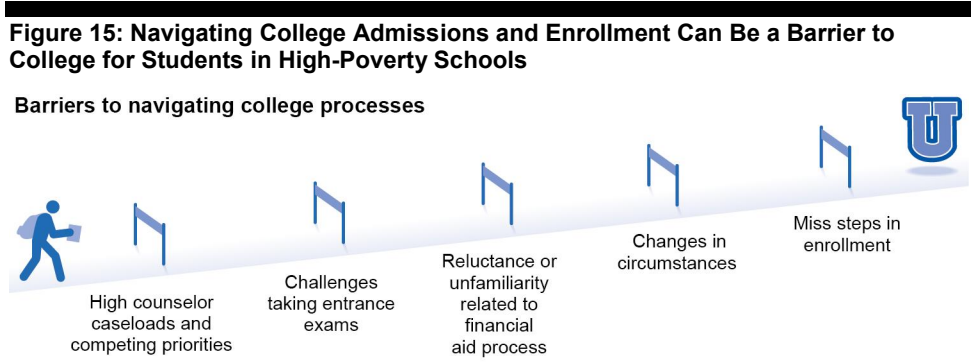 Figure 15: Navigating College Admissions and Enrollment Can Be a Barrier to
College for Students in High-Poverty Schools
Barriers to navigating college processes
U
High counselor
caseloads and
competing priorities
Challenges
taking entrance
exams
Reluctance or
unfamiliarity
related to
financial
aid process
Changes in
circumstances
Miss steps in
enrollment